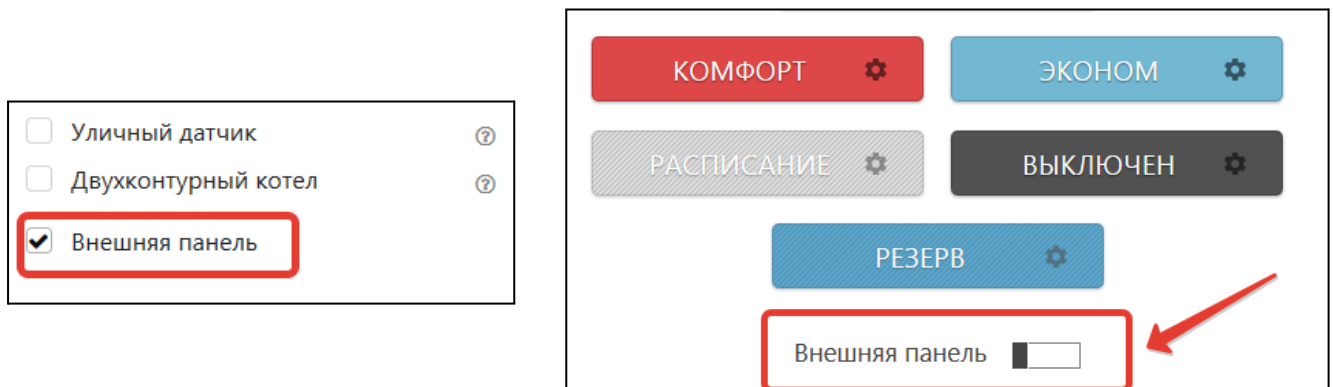 Уличный датчик
Двухконтурный котел
Внешняя панель
КОМФОРТ
ЭКОНОМ
РАСПИСАНИЕ
ВЫКЛЮЧЕН
РЕЗЕРВ
Внешняя панель